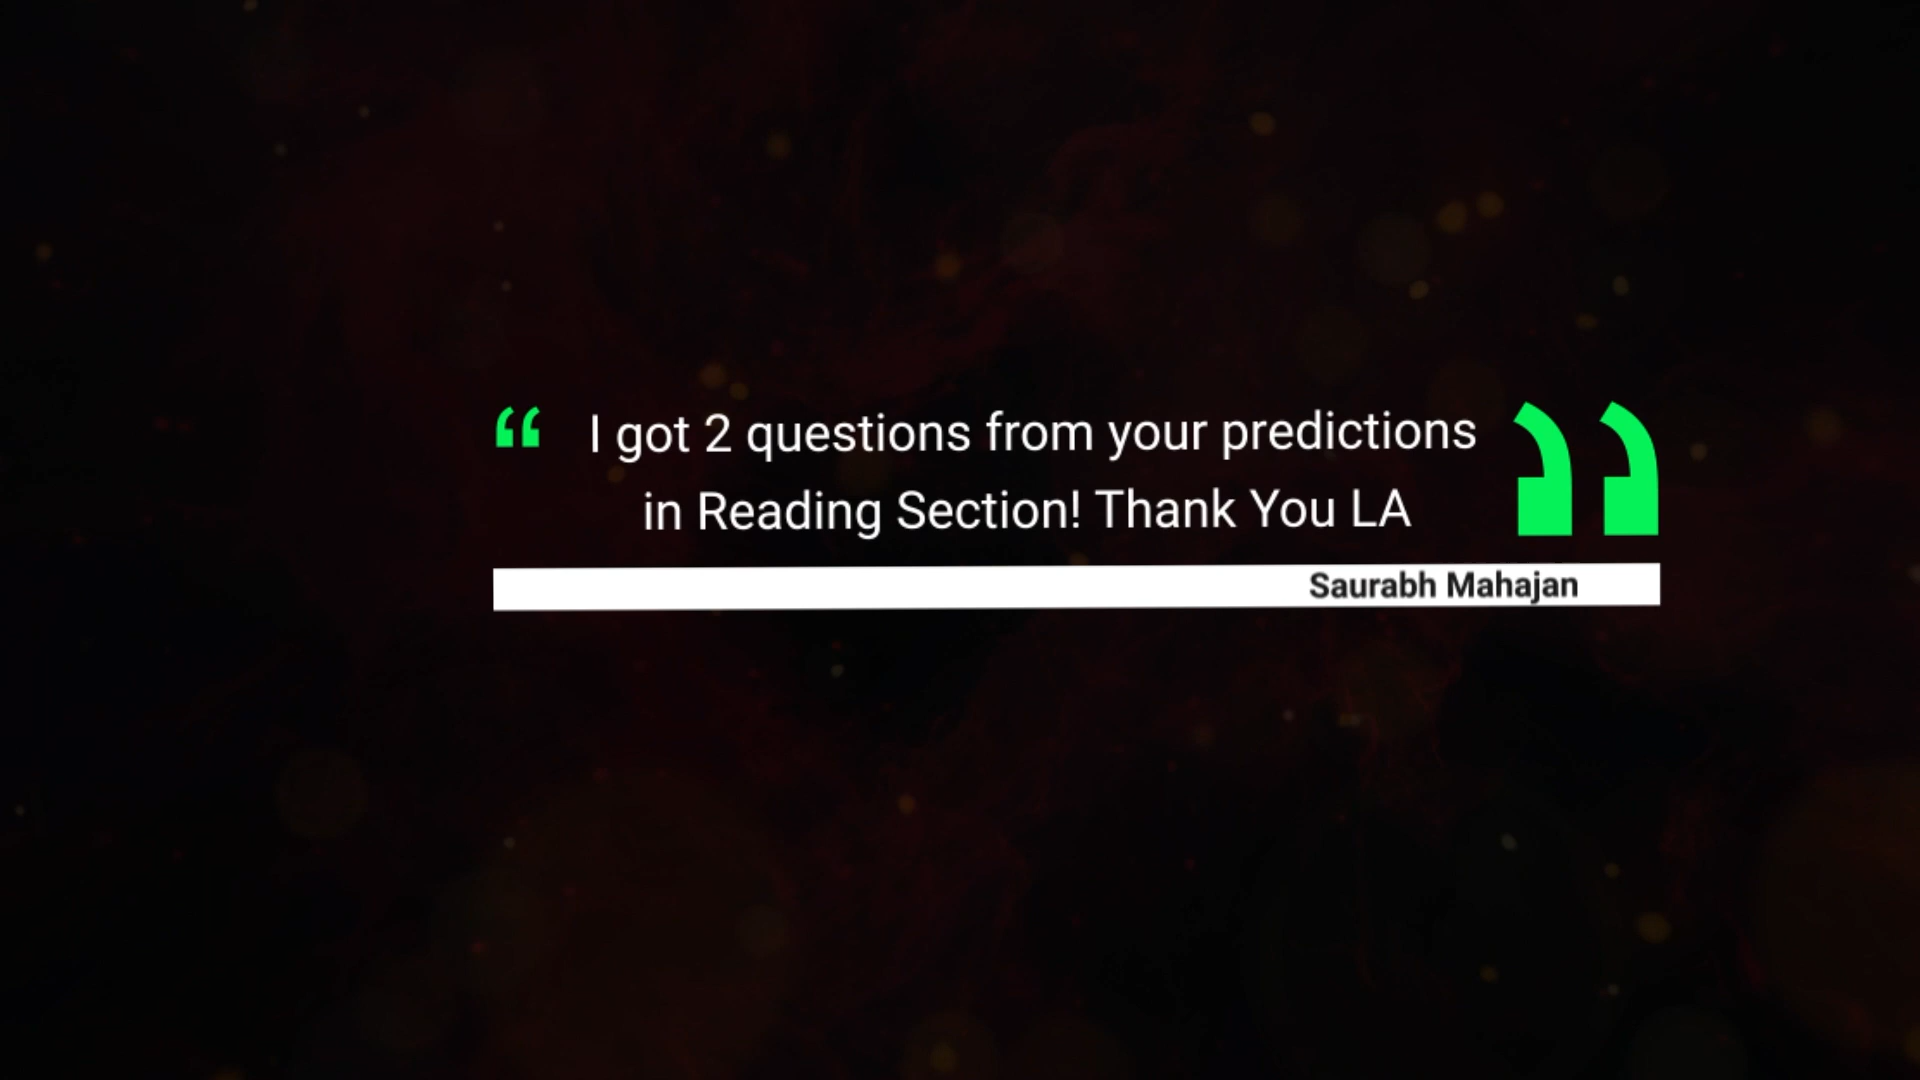 “ I got 2 questions from your predictions
in Reading Section! Thank You LA ”
Saurabh Mahajan